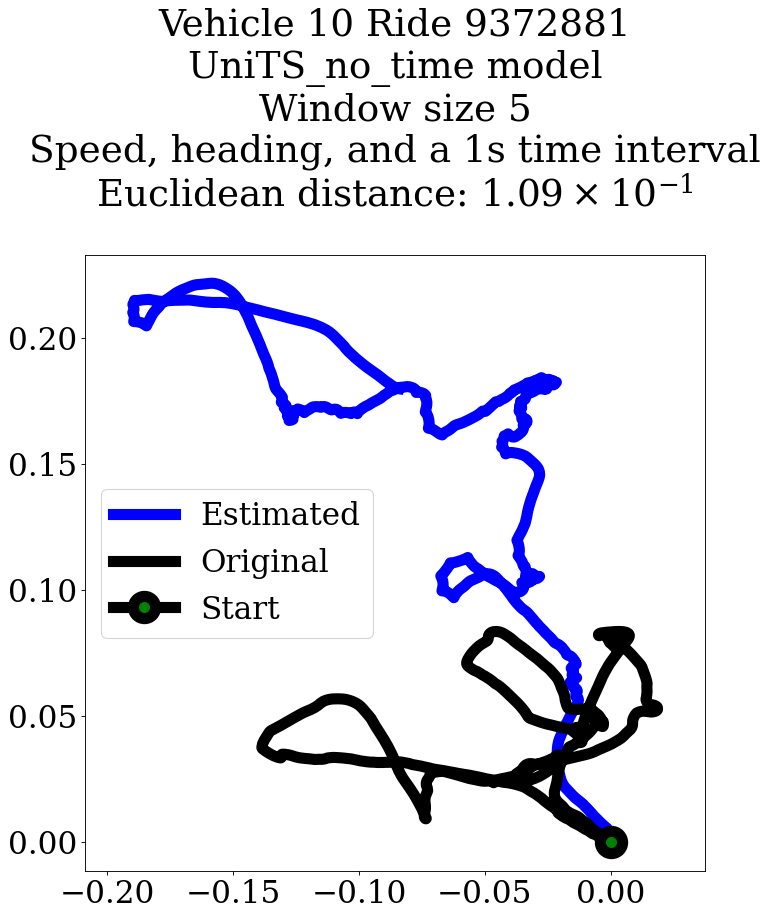 Vehicle 10 Ride 9372881
UniTS_no_time model
Window size 5
Speed, heading, and a 1s time interval
Euclidean distance: 1.09 × 10⁻¹
0.20
0.15
0.10
0.05
0.00
Estimated
Original
Start
−0.20 −0.15 −0.10 −0.05 0.00